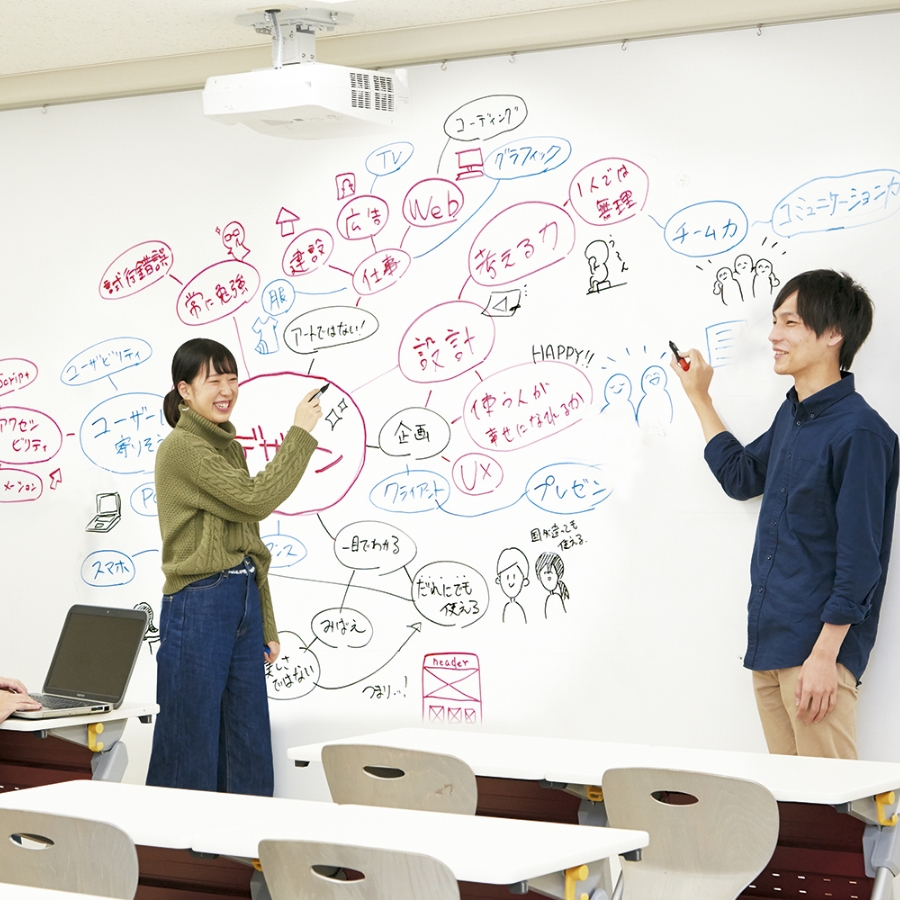 コーディング
TV
グラフィック
広告
Web
1人では
無理
コミュニケーション力
チーム力
考える力
うーん
試行錯誤
常に勉強
建設
仕事
服
アートではない!
設計
HAPPY!!
ユーザビリティ
Script
アクセシ
ビリティ
ユーザーに
寄りそう
デザイン
企画
使う人が
幸せになれるか
UX
クライアント
プレゼン
スマホ
一目でわかる
国が違っても
使える
だれにでも
使える
みばえ
美しさ
ではない
つまり…!
header